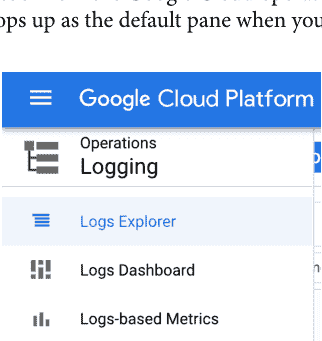 ops up as the default pane when you
Google Cloud Platform
Operations
Logging
Logs Explorer
Logs Dashboard
Logs-based Metrics